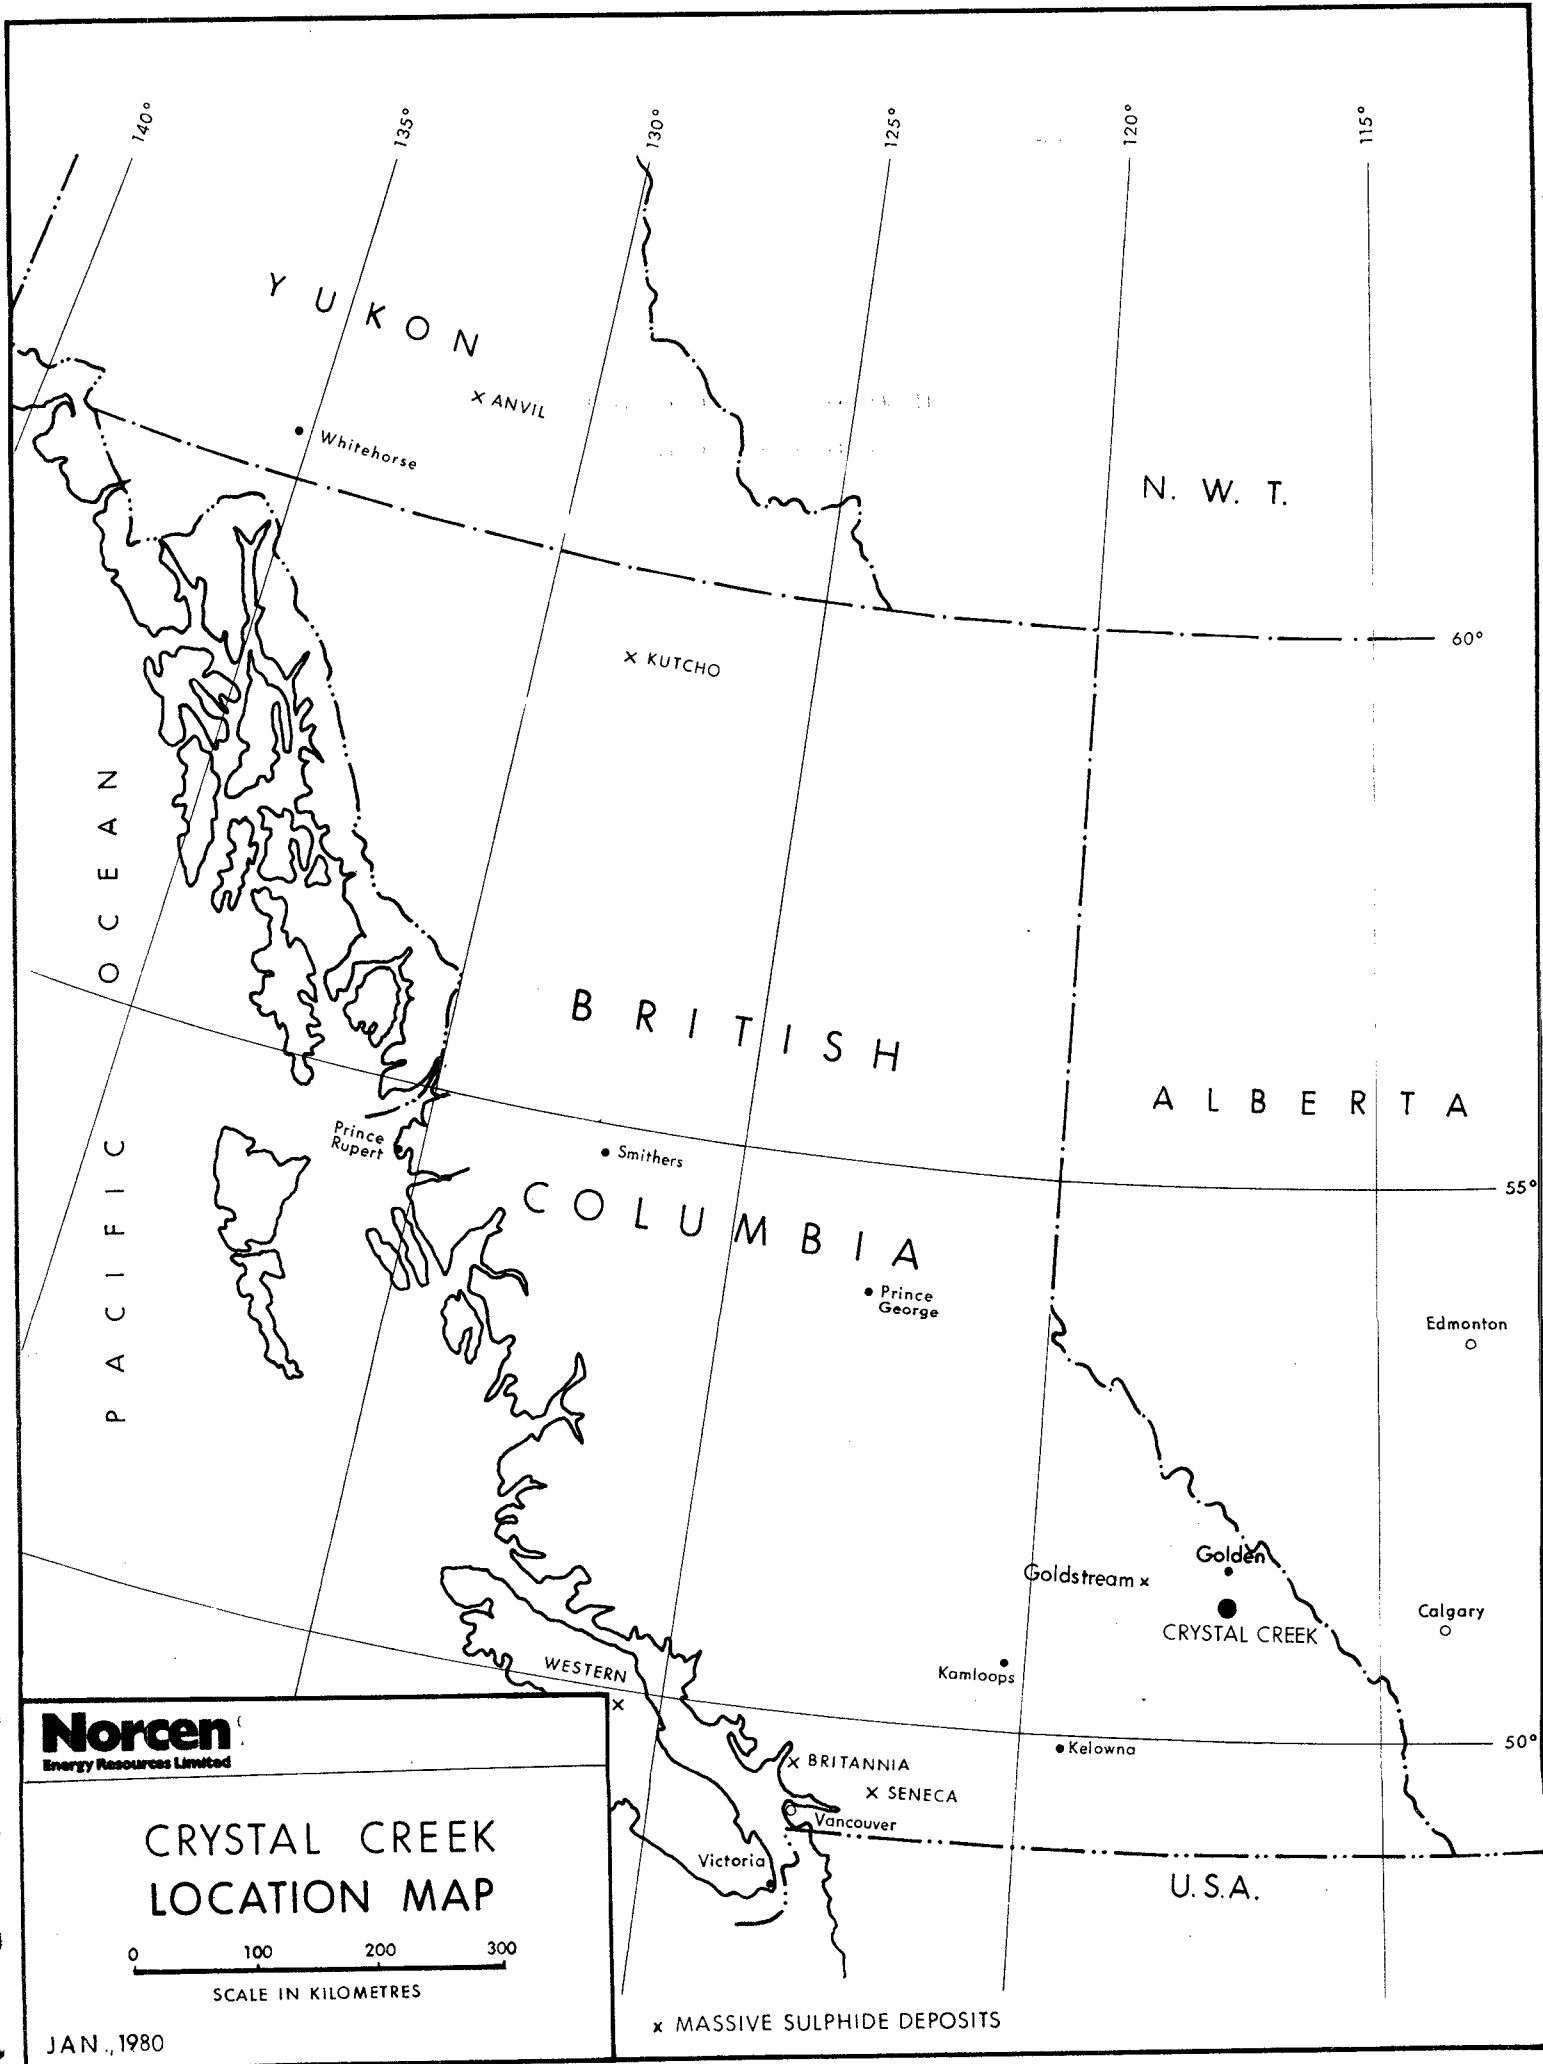 140°
135°
130°
125°
120°
115°
YUKON
x ANVIL
Whitehorse
N. W. T.
60°
x KUTCHO
PACIFIC OCEAN
BRITISH
COLUMBIA
ALBERTA
Prince
Rupert
Smithers
55°
Prince
George
Edmonton
Golden
Goldstream x
CRYSTAL CREEK
Calgary
Kamloops
WESTERN
x
50°
Kelowna
x BRITANNIA
x SENECA
Vancouver
Victoria
U.S.A.
Norcen
Energy Resources Limited
CRYSTAL CREEK
LOCATION MAP
0 100 200 300
SCALE IN KILOMETRES
JAN., 1980
x MASSIVE SULPHIDE DEPOSITS